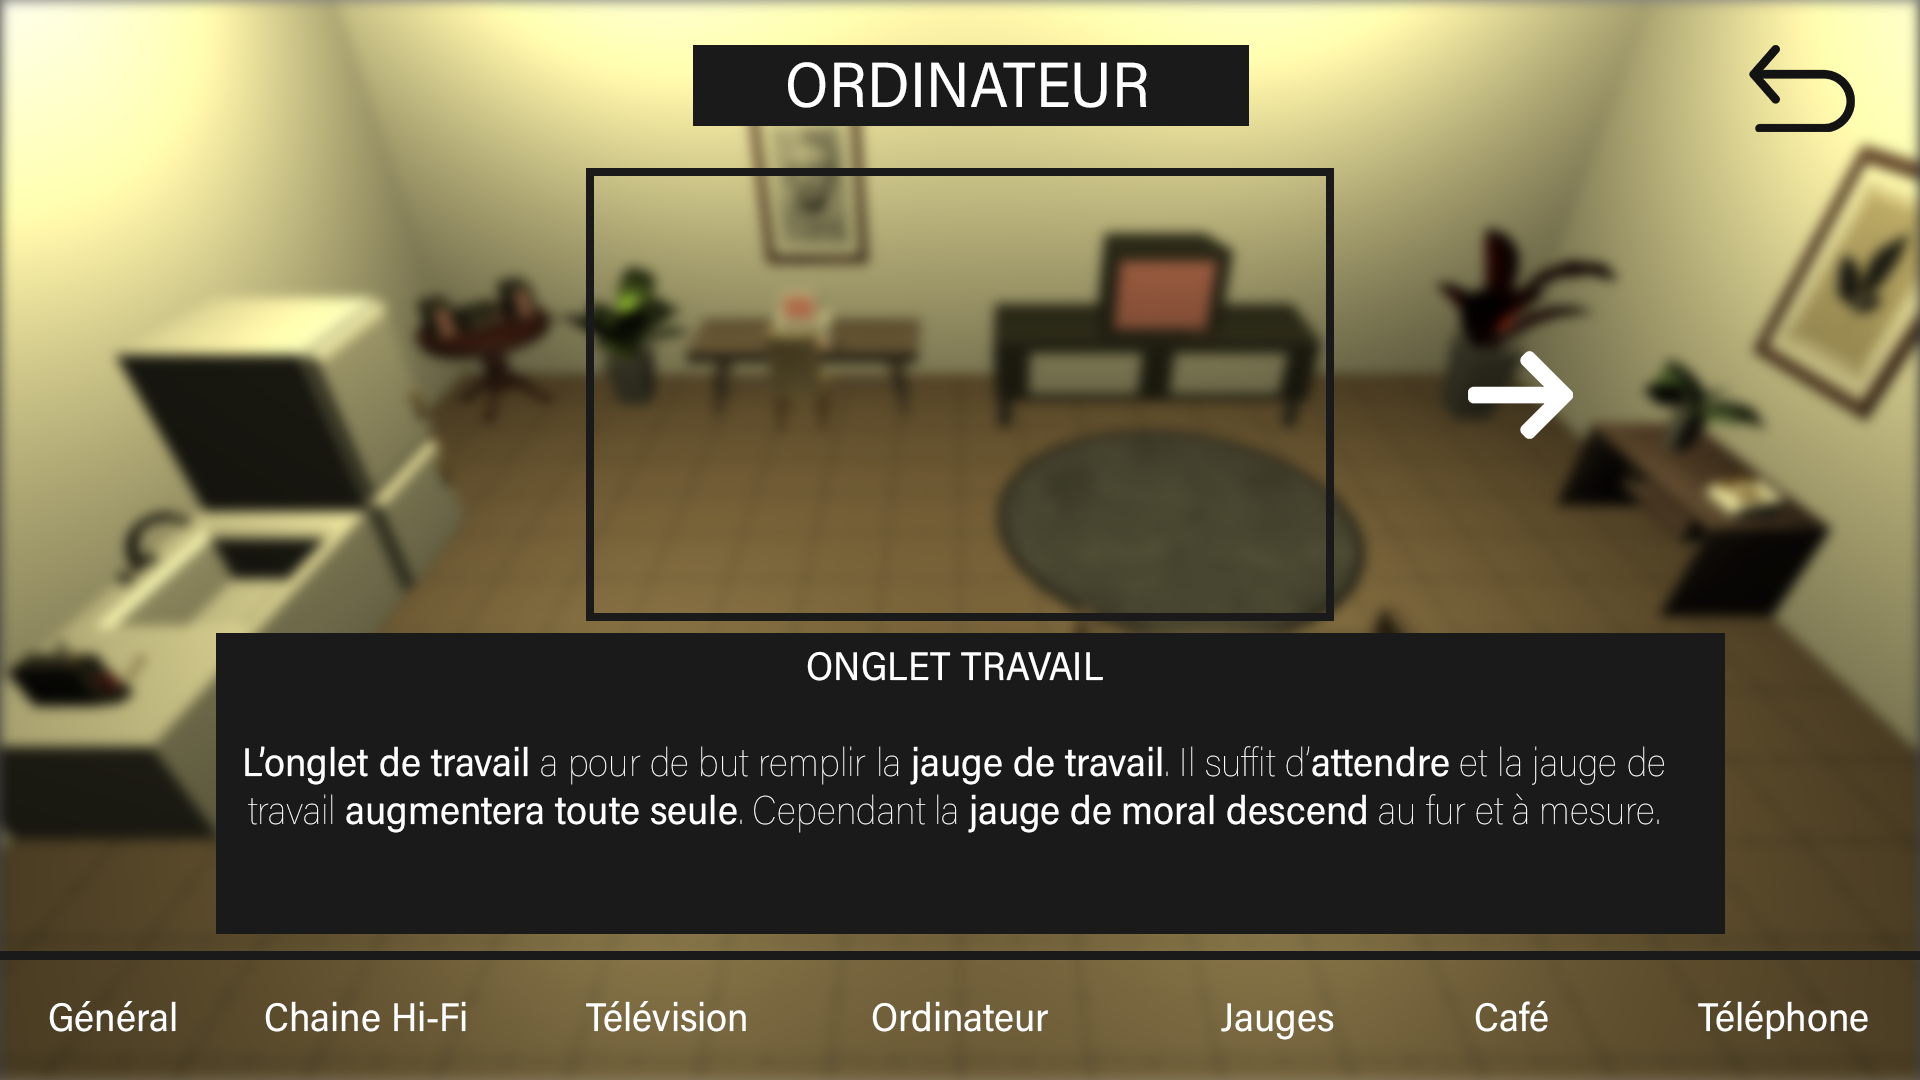 ORDINATEUR
ONGLET TRAVAIL
L'onglet de travail a pour de but remplir la jauge de travail. Il suffit d'attendre et la jauge de
travail augmentera toute seule. Cependant la jauge de moral descend au fur et à mesure.
Général Chaine Hi-Fi Télévision Ordinateur Jauges Café Téléphone